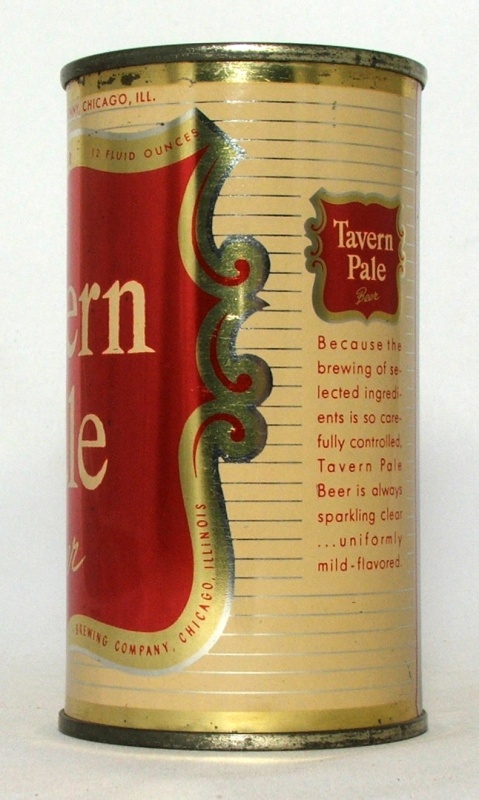 CHICAGO, ILL.
12 FLUID OUNCES
ern
le
r
BREWING COMPANY, CHICAGO, ILLINOIS
Tavern
Pale
Beer
Because the
brewing of se-
lected ingredi-
ents is so care-
fully controlled,
Tavern Pale
Beer is always
sparkling clear
...uniformly
mild-flavored.